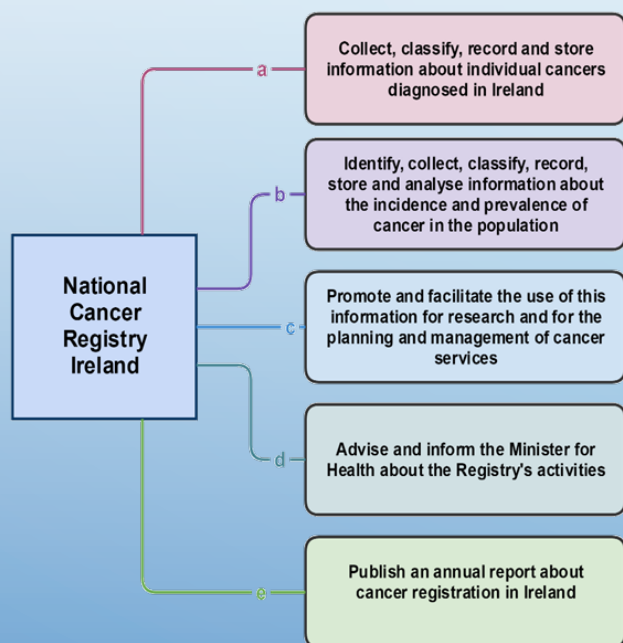 National
Cancer
Registry
Ireland
a
Collect, classify, record and store
information about individual cancers
diagnosed in Ireland
b
Identify, collect, classify, record,
store and analyse information about
the incidence and prevalence of
cancer in the population
c
Promote and facilitate the use of this
information for research and for the
planning and management of cancer
services
d
Advise and inform the Minister for
Health about the Registry's activities
e
Publish an annual report about
cancer registration in Ireland